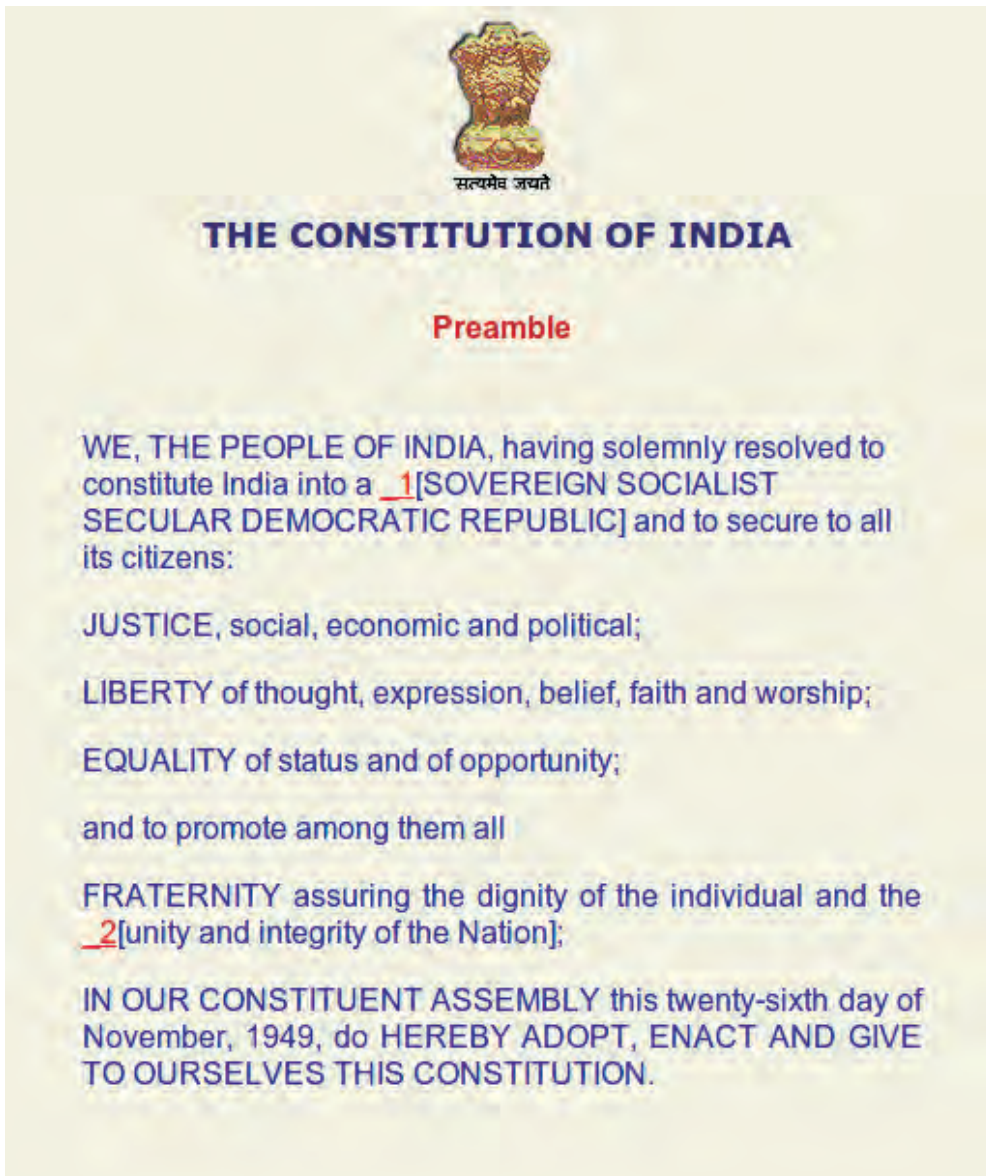 सत्यमेव जयते
THE CONSTITUTION OF INDIA
Preamble
WE, THE PEOPLE OF INDIA, having solemnly resolved to
constitute India into a _1[SOVEREIGN SOCIALIST
SECULAR DEMOCRATIC REPUBLIC] and to secure to all
its citizens:
JUSTICE, social, economic and political;
LIBERTY of thought, expression, belief, faith and worship;
EQUALITY of status and of opportunity;
and to promote among them all
FRATERNITY assuring the dignity of the individual and the
_2[unity and integrity of the Nation];
IN OUR CONSTITUENT ASSEMBLY this twenty-sixth day of
November, 1949, do HEREBY ADOPT, ENACT AND GIVE
TO OURSELVES THIS CONSTITUTION.